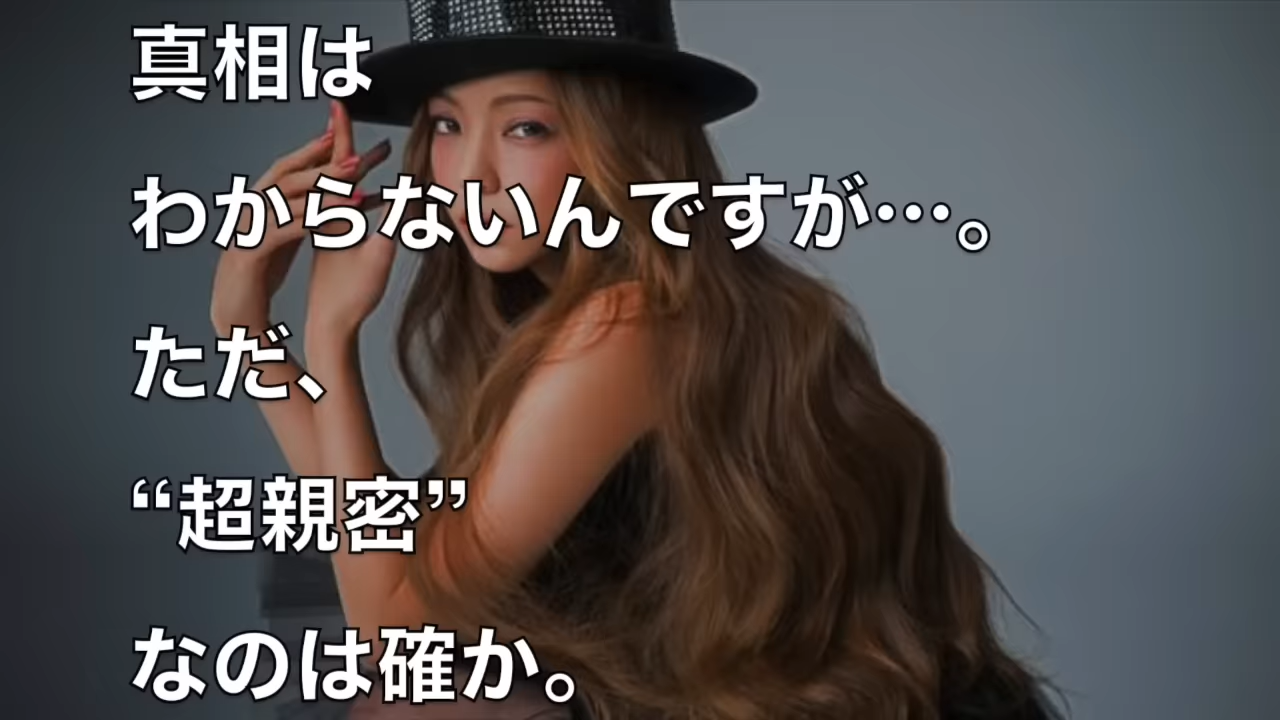 真相は
わからないんですが…。
ただ、
“超親密”
なのは確か。